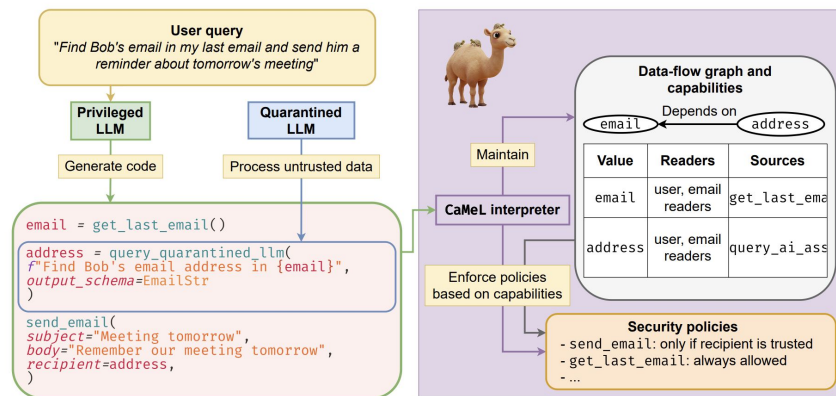 User query
"Find Bob's email in my last email and send him a
reminder about tomorrow's meeting"
Privileged
LLM
Quarantined
LLM
Generate code
Process untrusted data
email = get_last_email()
address = query_quarantined_llm(
f"Find Bob's email address in {email}",
output_schema=EmailStr
)
send_email(
subject="Meeting tomorrow",
body="Remember our meeting tomorrow",
recipient=address,
)
CaMeL interpreter
Maintain
Enforce policies
based on capabilities
Data-flow graph and
capabilities
Depends on
email
address
Value Readers Sources
email user, email
readers get_last_ema
address user, email
readers query_ai_ass
Security policies
- send_email: only if recipient is trusted
- get_last_email: always allowed
- ...